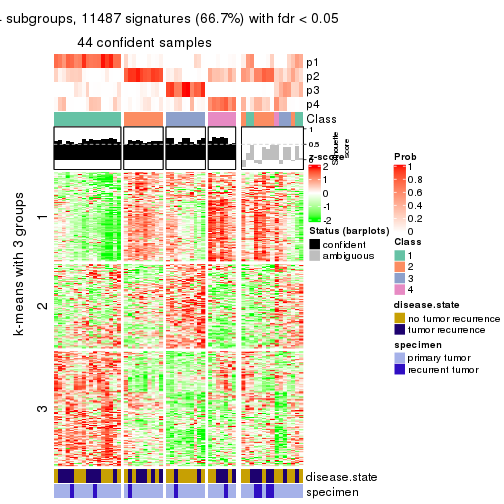 subgroups, 11487 signatures (66.7%) with fdr < 0.05
44 confident samples
p1
p2
p3
p4
Class
1
0.5
0
Silhouette
score
z-score
2
1
0
-1
-2
Status (barplots)
confident
ambiguous
k-means with 3 groups
1
2
3
disease.state
specimen
Prob
1
0.8
0.6
0.4
0.2
0
Class
1
2
3
4
disease.state
no tumor recurrence
tumor recurrence
specimen
primary tumor
recurrent tumor